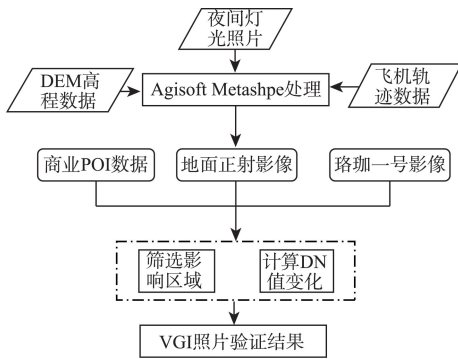 夜间灯
光照片
DEM高
程数据
Agisoft Metashpe处理
飞机轨
迹数据
商业POI数据
地面正射影像
珞珈一号影像
筛选影
响区域
计算DN
值变化
VGI照片验证结果